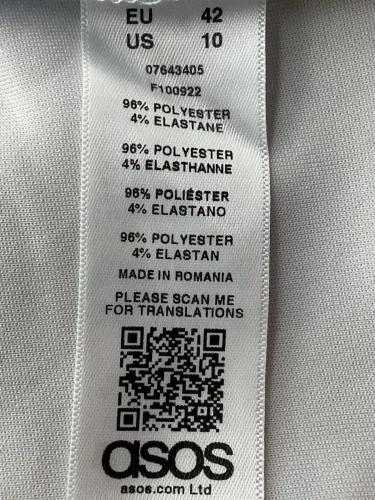 EU 42
US 10
07643405
F100922
96% POLYESTER
4% ELASTANE
96% POLYESTER
4% ELASTHANNE
96% POLIÉSTER
4% ELASTANO
96% POLYESTER
4% ELASTAN
MADE IN ROMANIA
PLEASE SCAN ME
FOR TRANSLATIONS
asos
asos.com Ltd